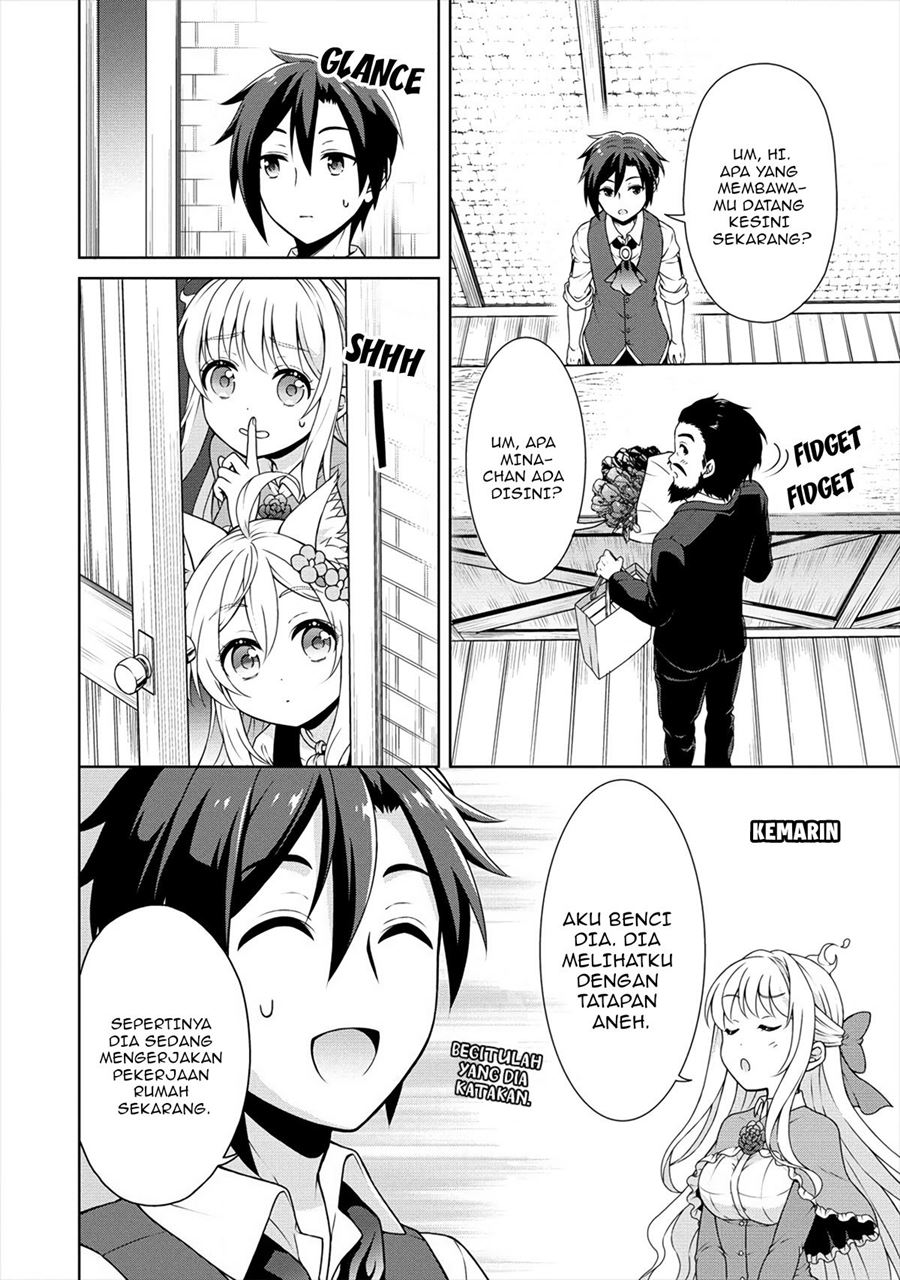 UM, HI.
APA YANG
MEMBAWA-
MU DATANG
KESINI
SEKARANG?
FIDGET
FIDGET
UM, APA
MINA-
CHAN ADA
DISINI?
GLANCE
SHHH
KEMARIN
AKU BENCI
DIA. DIA
MELIHATKU
DENGAN
TATAPAN
ANEH.
BEGITULAH
YANG DIA
KATAKAN.
SEPERTINYA
DIA SEDANG
MENGERJAKAN
PEKERJAAN
RUMAH
SEKARANG.